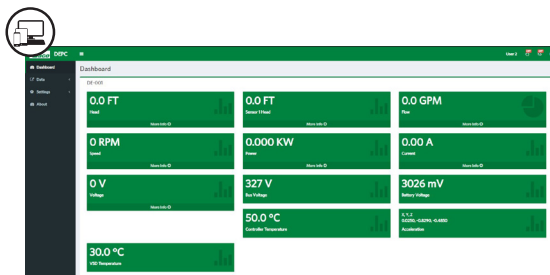 DEPC
User 2
Dashboard
Data
Settings
About
Dashboard
DE-001
0.0 FT
Head
More info
0.0 FT
Sensor 1 Head
More info
0.0 GPM
Flow
More info
0 RPM
Speed
More info
0.000 KW
Power
More info
0.00 A
Current
More info
0 V
Voltage
More info
327 V
Bus Voltage
3026 mV
Battery Voltage
50.0 °C
Controller Temperature
X, Y, Z
Acceleration
30.0 °C
VSD Temperature